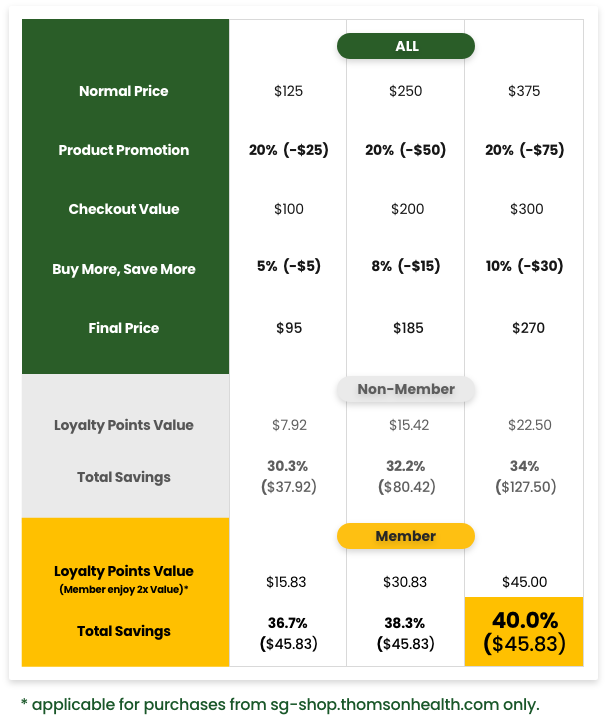 ALL
Normal Price $125 $250 $375
Product Promotion 20% (-$25) 20% (-$50) 20% (-$75)
Checkout Value $100 $200 $300
Buy More, Save More 5% (-$5) 8% (-$15) 10% (-$30)
Final Price $95 $185 $270
Non-Member
Loyalty Points Value $7.92 $15.42 $22.50
Total Savings 30.3% 32.2% 34%
($37.92) ($80.42) ($127.50)
Member
Loyalty Points Value
(Member enjoy 2x Value)* $15.83 $30.83 $45.00
Total Savings 36.7% 38.3% 40.0%
($45.83) ($45.83) ($45.83)
* applicable for purchases from sg-shop.thomsonhealth.com only.